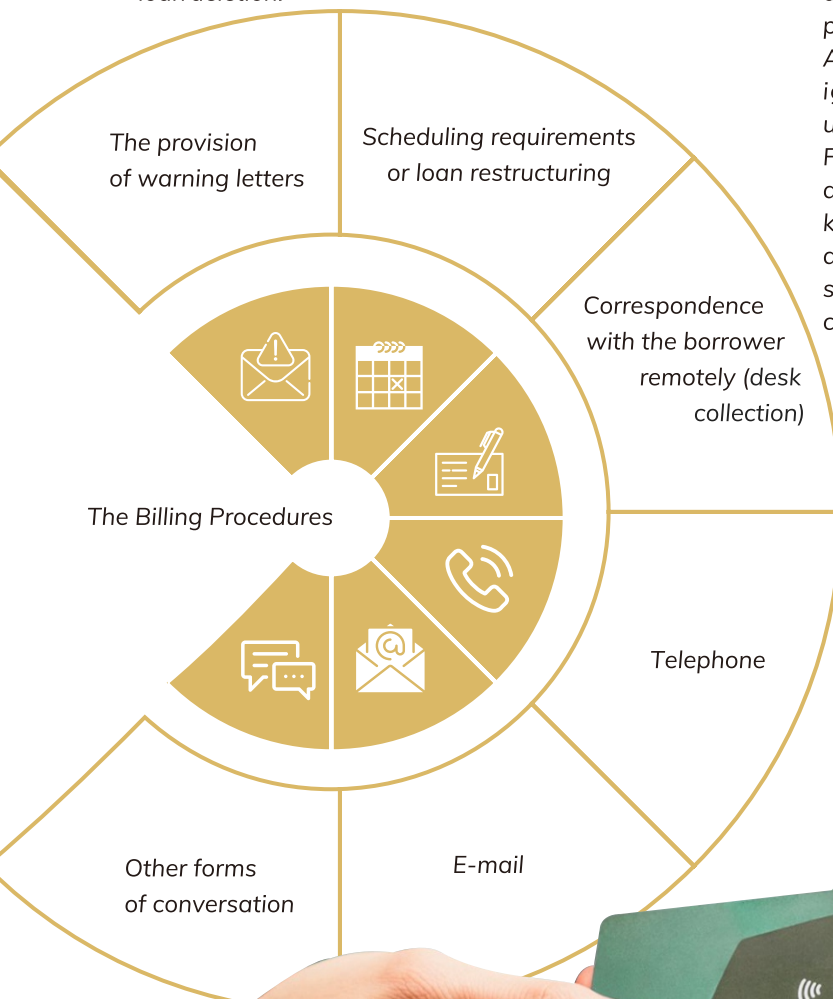 The provision
of warning letters
Scheduling requirements
or loan restructuring
Correspondence
with the borrower
remotely (desk
collection)
The Billing Procedures
Telephone
Other forms
of conversation
E-mail